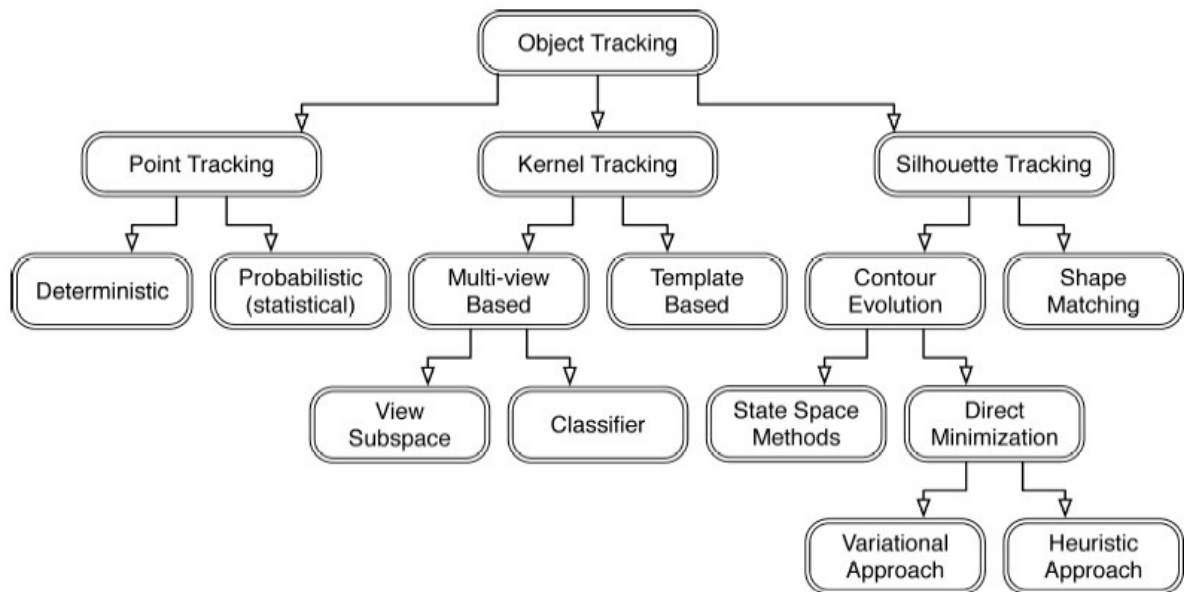 Object Tracking
Point Tracking
Kernel Tracking
Silhouette Tracking
Deterministic
Probabilistic
(statistical)
Multi-view
Based
Template
Based
Contour
Evolution
Shape
Matching
View
Subspace
Classifier
State Space
Methods
Direct
Minimization
Variational
Approach
Heuristic
Approach